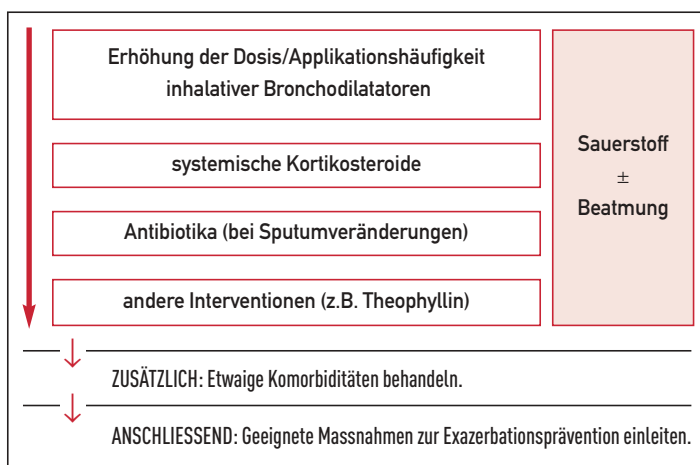 Erhöhung der Dosis/Applikationshäufigkeit
inhalativer Bronchodilatatoren
systemische Kortikosteroide
Antibiotika (bei Sputumveränderungen)
andere Interventionen (z.B. Theophyllin)
Sauerstoff
±
Beatmung
ZUSÄTZLICH: Etwaige Komorbiditäten behandeln.
ANSCHLIESSEND: Geeignete Massnahmen zur Exazerbationsprävention einleiten.